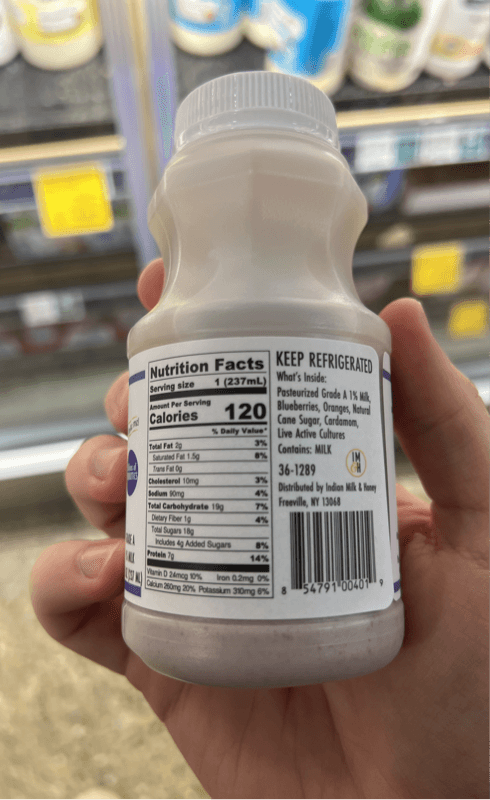 Nutrition Facts
Serving size 1 (237mL)
Amount Per Serving
Calories 120
% Daily Value*
Total Fat 2g 3%
Saturated Fat 1.5g 8%
Trans Fat 0g
Cholesterol 10mg 3%
Sodium 90mg 4%
Total Carbohydrate 19g 7%
Dietary Fiber 1g 4%
Total Sugars 18g
Includes 4g Added Sugars 8%
Protein 7g 14%
Vitamin D 24mcg 10% Iron 0.2mg 0%
Calcium 260mg 20% Potassium 310mg 6%
KEEP REFRIGERATED
What's Inside:
Pasteurized Grade A 1% Milk,
Blueberries, Oranges, Natural
Cane Sugar, Cardamom,
Live Active Cultures
Contains: MILK
36-1289
Distributed by Indian Milk & Honey
Freeville, NY 13068
8 54791 00401 9